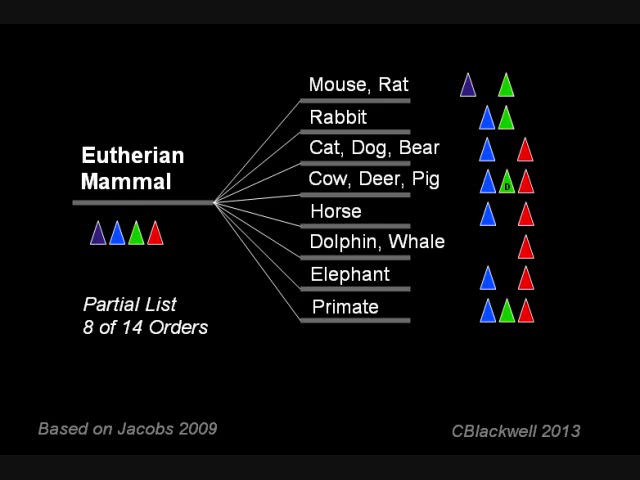 Mouse, Rat
Rabbit
Cat, Dog, Bear
Eutherian
Mammal
Cow, Deer, Pig
D
Horse
Dolphin, Whale
Elephant
Primate
Partial List
8 of 14 Orders
Based on Jacobs 2009
CBlackwell 2013